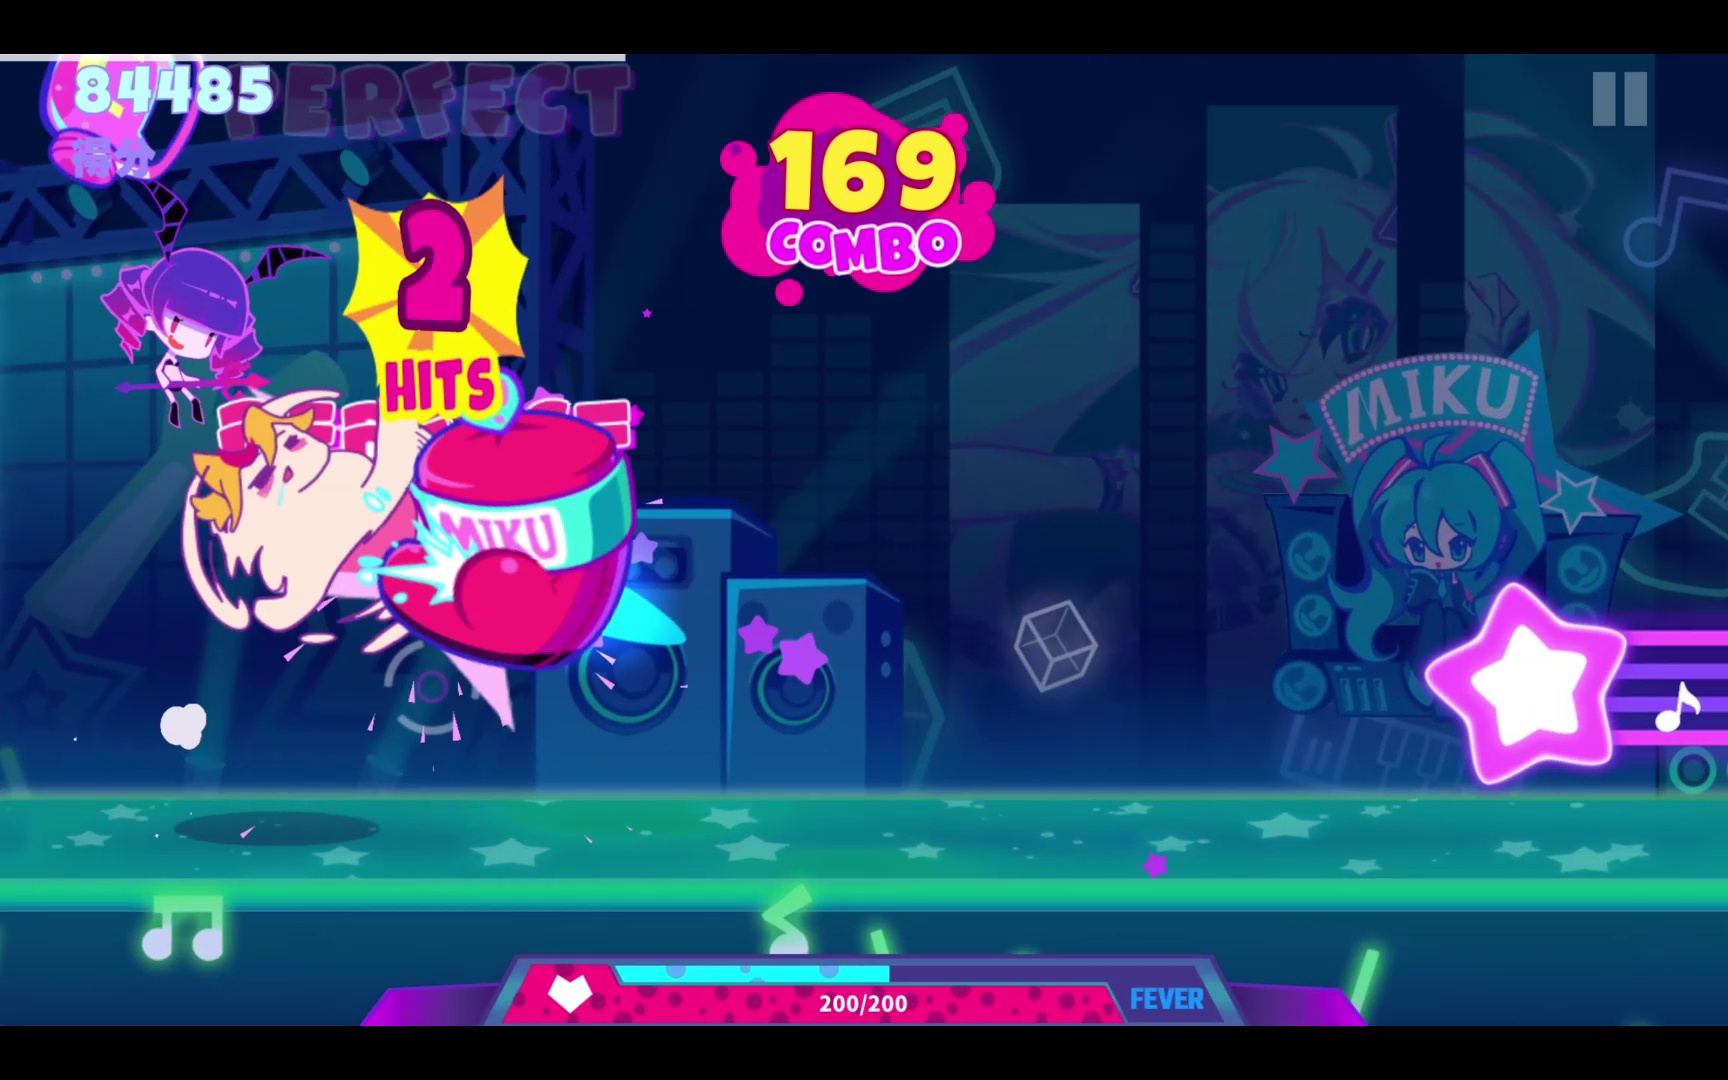 84485
PERFECT
得分
169
COMBO
2
HITS
MIKU
MIKU
200/200
FEVER